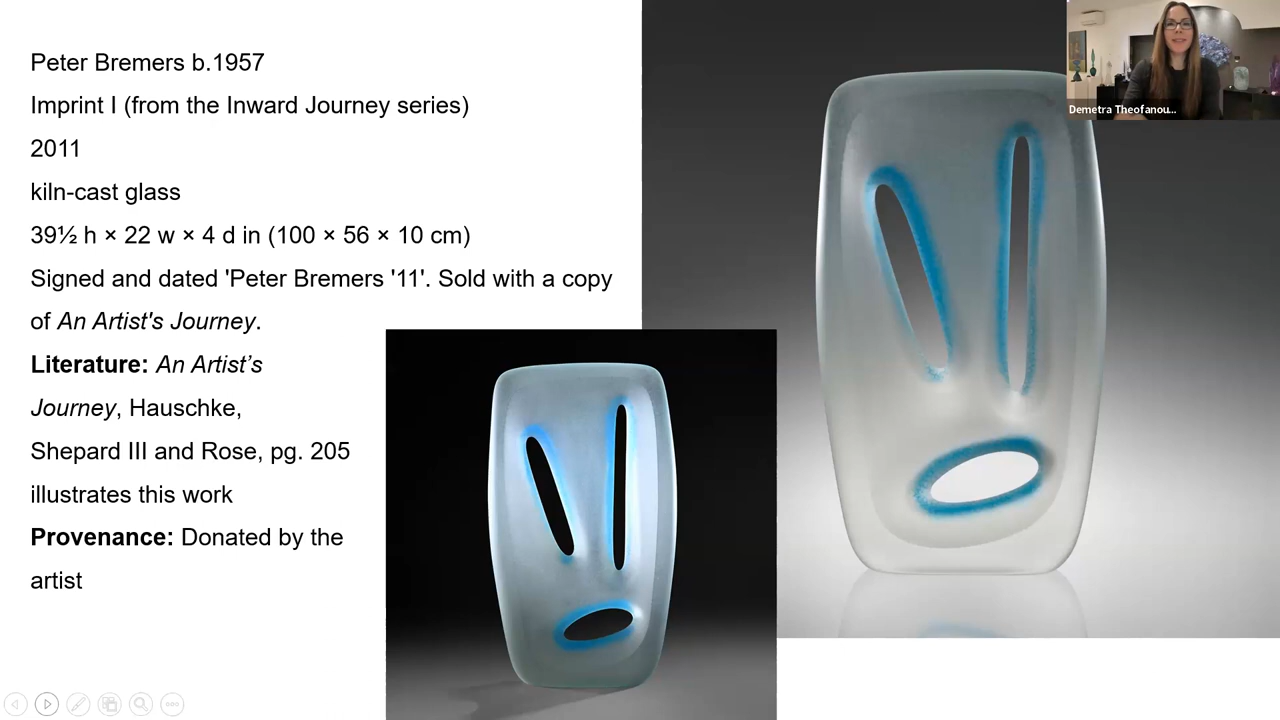 Peter Bremers b.1957
Imprint I (from the Inward Journey series)
2011
kiln-cast glass
39½ h × 22 w × 4 d in (100 × 56 × 10 cm)
Signed and dated 'Peter Bremers '11'. Sold with a copy
of An Artist's Journey.
Literature: An Artist’s
Journey, Hauschke,
Shepard III and Rose, pg. 205
illustrates this work
Provenance: Donated by the
artist
Demetra Theofanou...